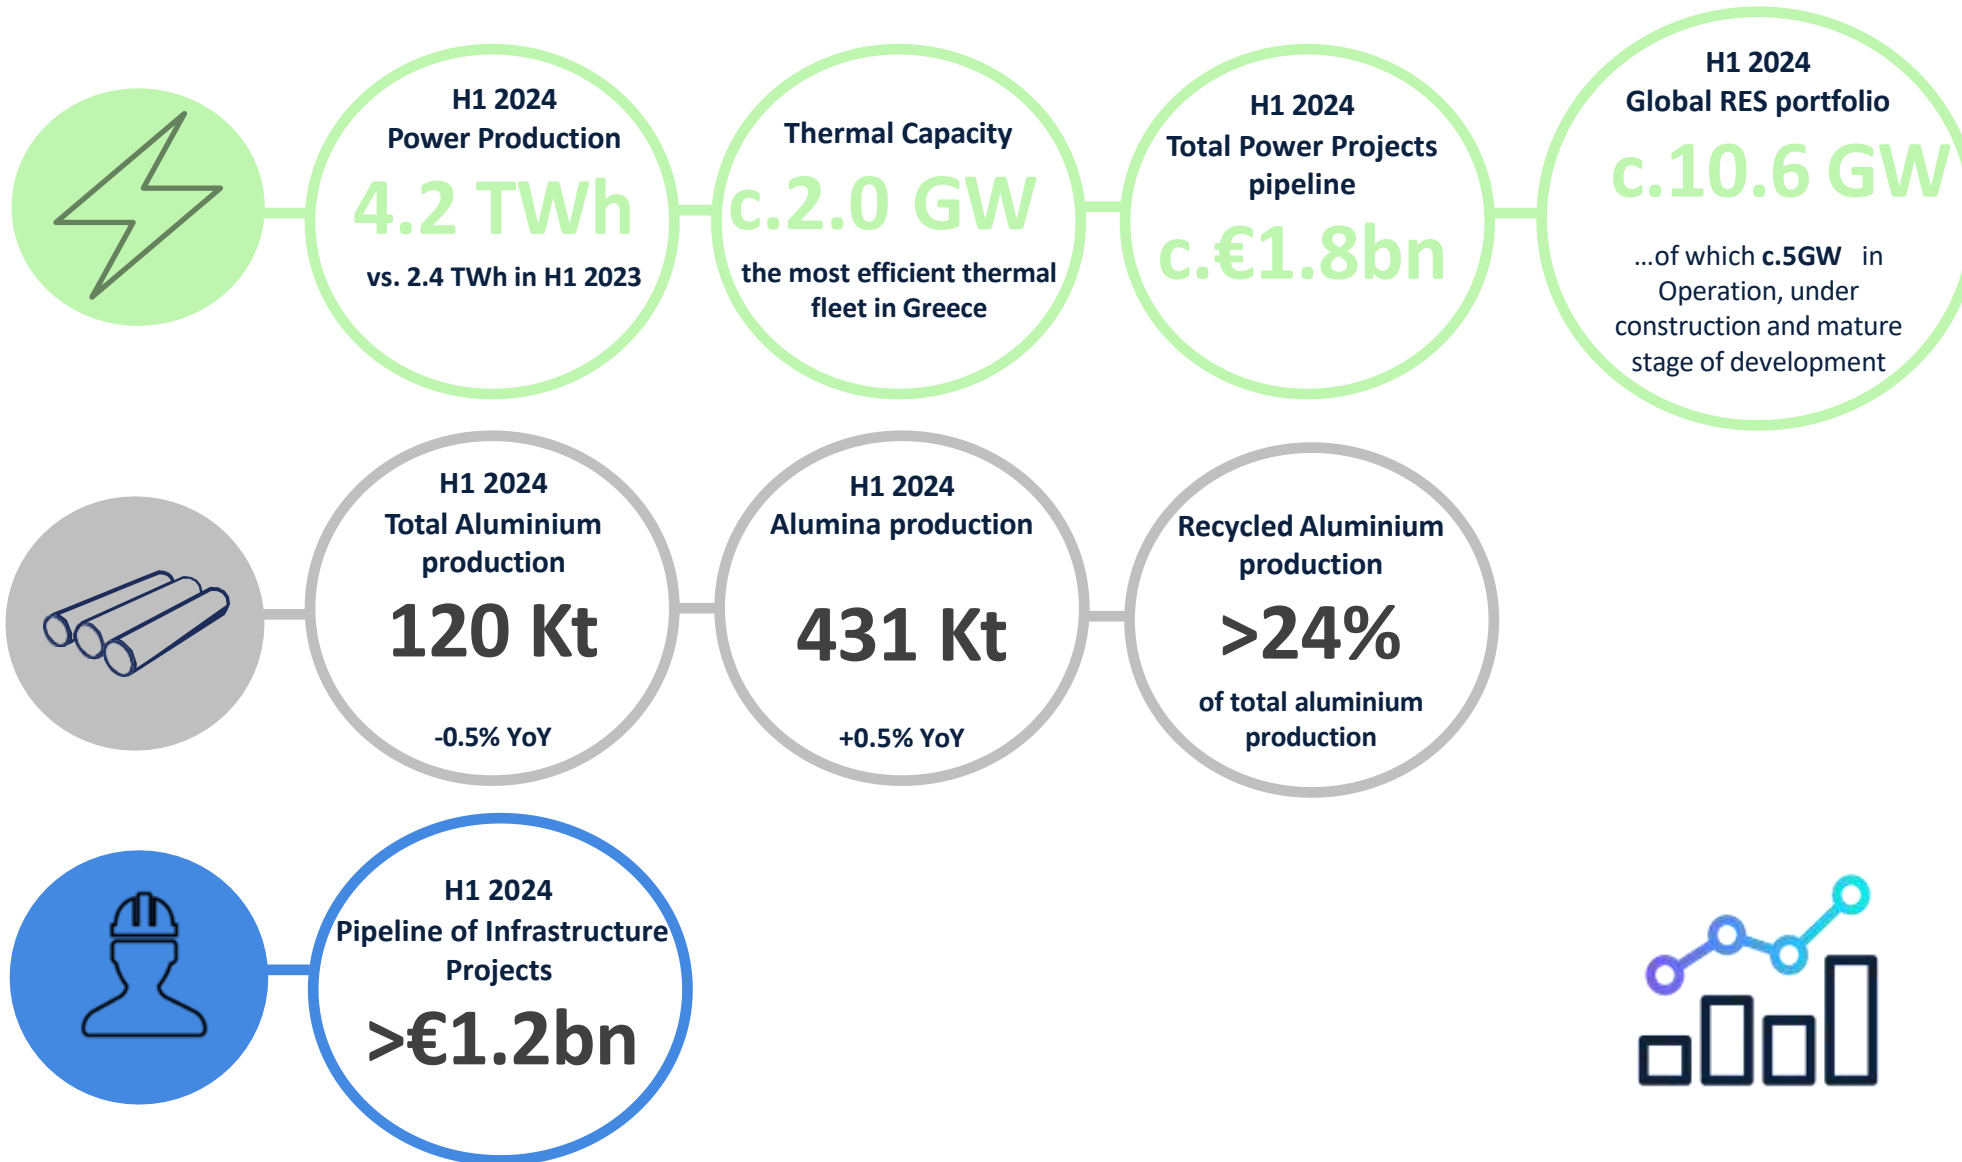 H1 2024
Power Production
4.2 TWh
vs. 2.4 TWh in H1 2023
Thermal Capacity
c.2.0 GW
the most efficient thermal
fleet in Greece
H1 2024
Total Power Projects
pipeline
c.€1.8bn
H1 2024
Global RES portfolio
c.10.6 GW
...of which c.5GW in
Operation, under
construction and mature
stage of development
H1 2024
Total Aluminium
production
120 Kt
-0.5% YoY
H1 2024
Alumina production
431 Kt
+0.5% YoY
Recycled Aluminium
production
>24%
of total aluminium
production
H1 2024
Pipeline of Infrastructure
Projects
>€1.2bn